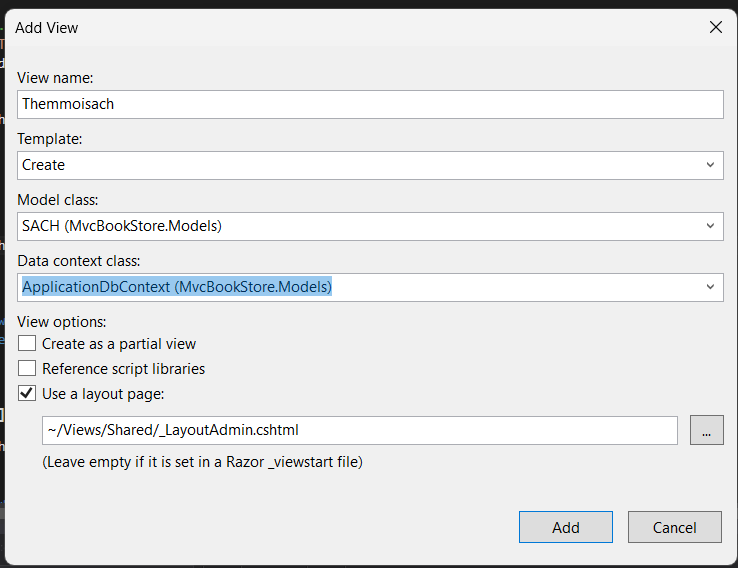 Add View
View name:
Themmoisach
Template:
Create
Model class:
SACH (MvcBookStore.Models)
Data context class:
ApplicationDbContext (MvcBookStore.Models)
View options:
Create as a partial view
Reference script libraries
Use a layout page:
~/Views/Shared/_LayoutAdmin.cshtml
...
(Leave empty if it is set in a Razor _viewstart file)
Add
Cancel